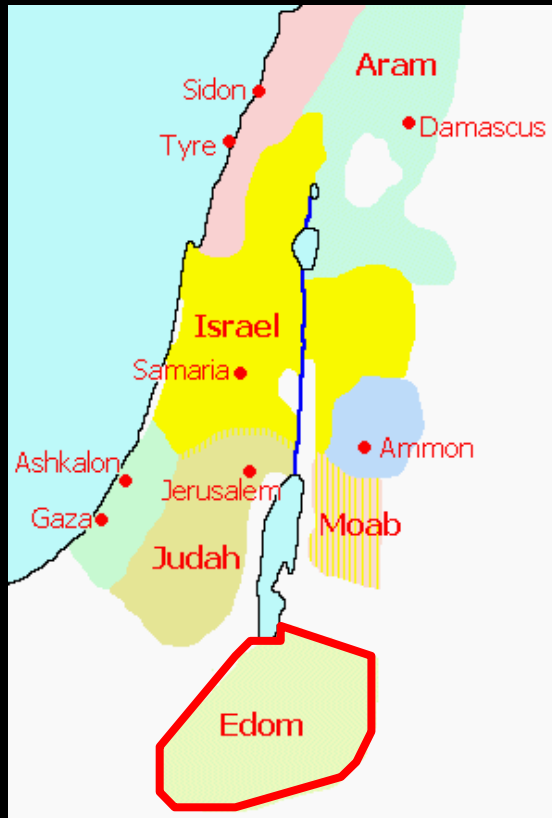 Aram
Sidon
Damascus
Tyre
Israel
Samaria
Ammon
Ashkalon
Jerusalem
Gaza
Moab
Judah
Edom